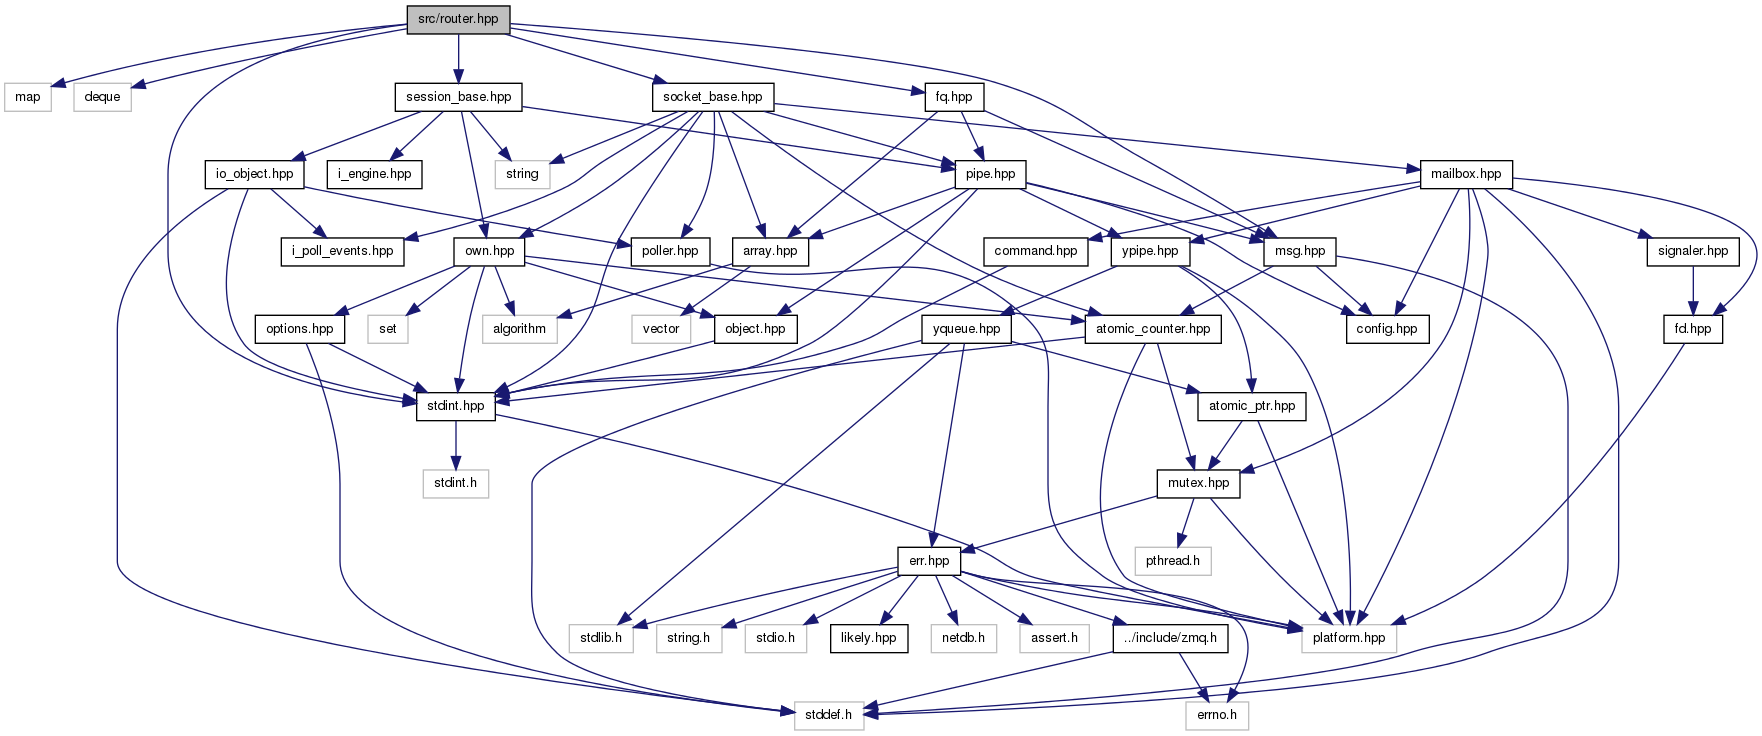 src/router.hpp
map
deque
session_base.hpp
socket_base.hpp
fq.hpp
io_object.hpp
i_engine.hpp
string
pipe.hpp
mailbox.hpp
i_poll_events.hpp
own.hpp
poller.hpp
array.hpp
command.hpp
ypipe.hpp
msg.hpp
signaler.hpp
options.hpp
set
algorithm
vector
object.hpp
yqueue.hpp
atomic_counter.hpp
config.hpp
fd.hpp
stdint.hpp
atomic_ptr.hpp
stdint.h
mutex.hpp
err.hpp
pthread.h
stdlib.h
string.h
stdio.h
likely.hpp
netdb.h
assert.h
../include/zmq.h
platform.hpp
stddef.h
errno.h